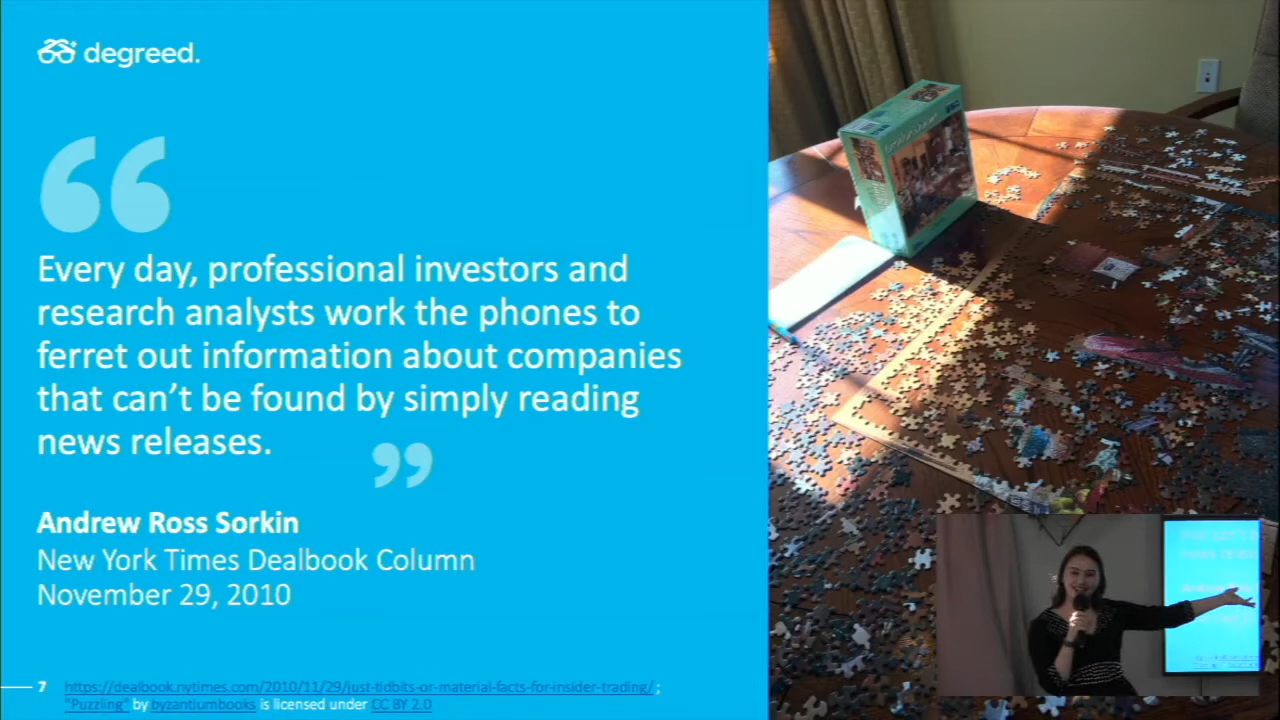 degreed.
“
Every day, professional investors and
research analysts work the phones to
ferret out information about companies
that can’t be found by simply reading
news releases.
”
Andrew Ross Sorkin
New York Times Dealbook Column
November 29, 2010
7 https://dealbook.nytimes.com/2010/11/29/just-tidbits-or-material-facts-for-insider-trading/ ;
"Puzzling" by byzantiumbooks is licensed under CC BY 2.0